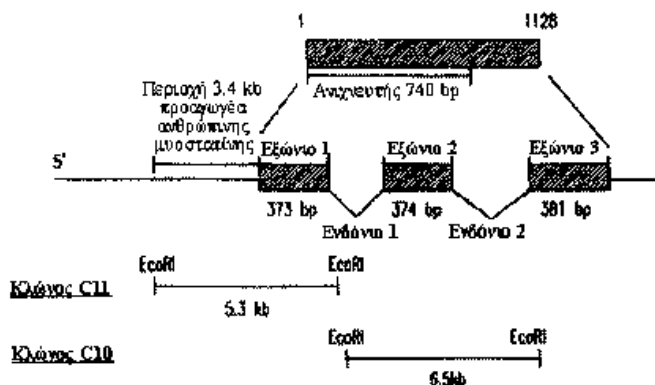 1 1128
Ανιχνευτής 740 bp
Περιοχή 3.4 kb
προαγωγέα
ανθρώπινης
μυοστατίνης
5' Εξώνιο 1 Εξώνιο 2 Εξώνιο 3
373 bp 374 bp 381 bp
Ενδόνιο 1 Ενδόνιο 2
EcoRI EcoRI
Κλώνος C11
5.3 kb
EcoRI EcoRI
Κλώνος C10
6.5kb